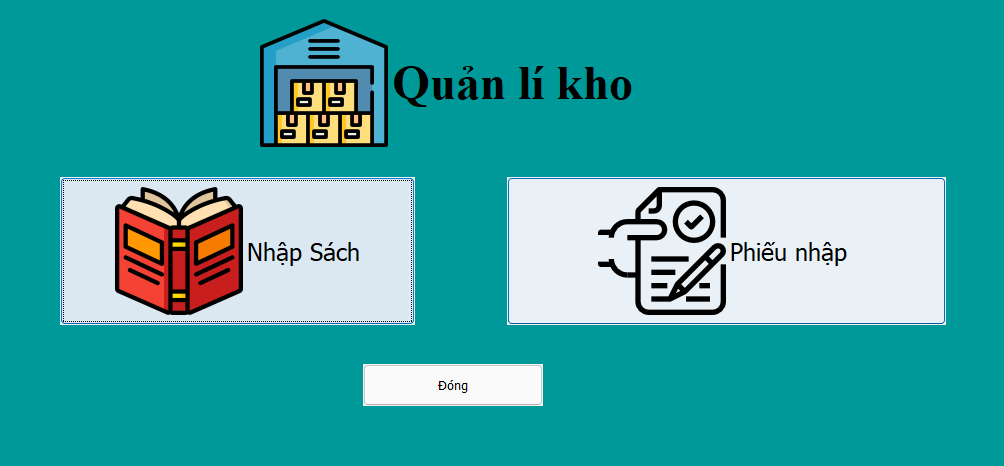 Quản lí kho
Nhập Sách
Phiếu nhập
Đóng